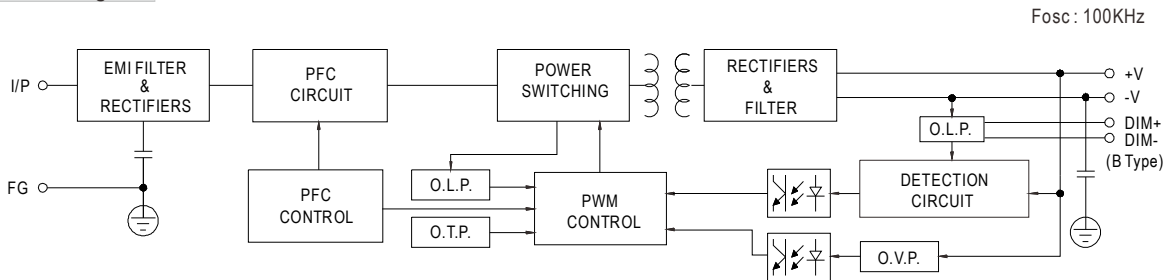 Fosc : 100KHz
I/P
EMI FILTER
&
RECTIFIERS
PFC
CIRCUIT
POWER
SWITCHING
RECTIFIERS
&
FILTER
+V
-V
DIM+
DIM-
(B Type)
O.L.P.
FG
PFC
CONTROL
O.L.P.
O.T.P.
PWM
CONTROL
DETECTION
CIRCUIT
O.V.P.